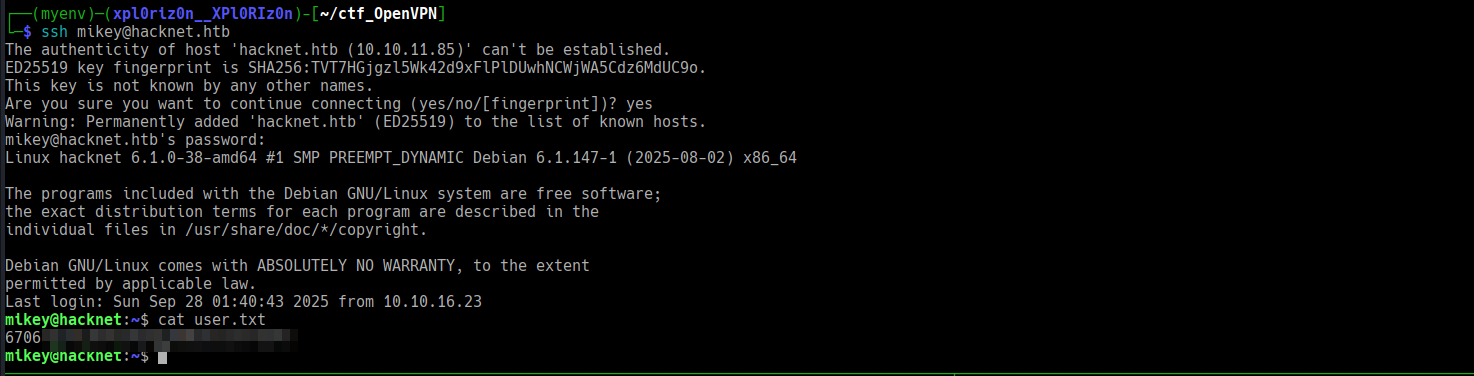 ┌──(myenv)─(xpl0riz0n__XPl0RIz0n)-[~/ctf_OpenVPN]
└─$ ssh mikey@hacknet.htb
The authenticity of host 'hacknet.htb (10.10.11.85)' can't be established.
ED25519 key fingerprint is SHA256:TVT7HGjgzl5Wk42d9xFlPlDUwhNCWjWA5Cdz6MdUC9o.
This key is not known by any other names.
Are you sure you want to continue connecting (yes/no/[fingerprint])? yes
Warning: Permanently added 'hacknet.htb' (ED25519) to the list of known hosts.
mikey@hacknet.htb's password:
Linux hacknet 6.1.0-38-amd64 #1 SMP PREEMPT_DYNAMIC Debian 6.1.147-1 (2025-08-02) x86_64
The programs included with the Debian GNU/Linux system are free software;
the exact distribution terms for each program are described in the
individual files in /usr/share/doc/*/copyright.
Debian GNU/Linux comes with ABSOLUTELY NO WARRANTY, to the extent
permitted by applicable law.
Last login: Sun Sep 28 01:40:43 2025 from 10.10.16.23
mikey@hacknet:~$ cat user.txt
6706
mikey@hacknet:~$